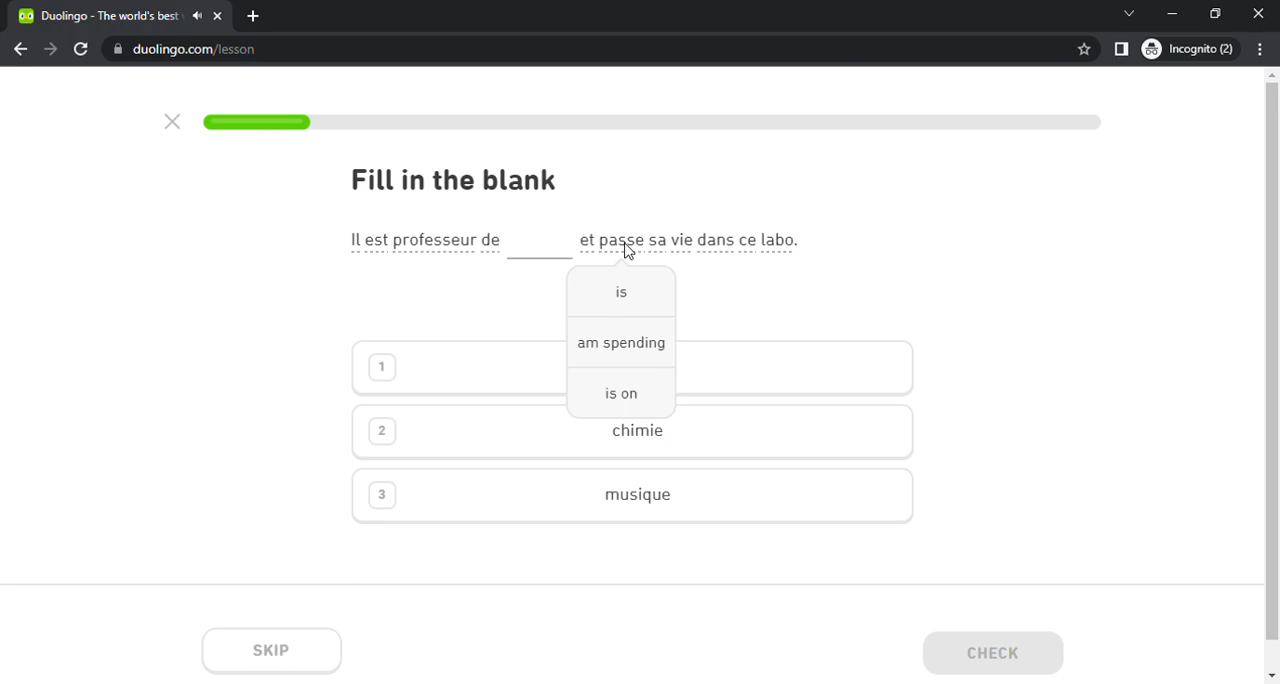 Duolingo - The world's best
duolingo.com/lesson
Incognito (2)
Fill in the blank
Il est professeur de ______ et passe sa vie dans ce labo.
is
am spending
is on
1
2 chimie
3 musique
SKIP
CHECK